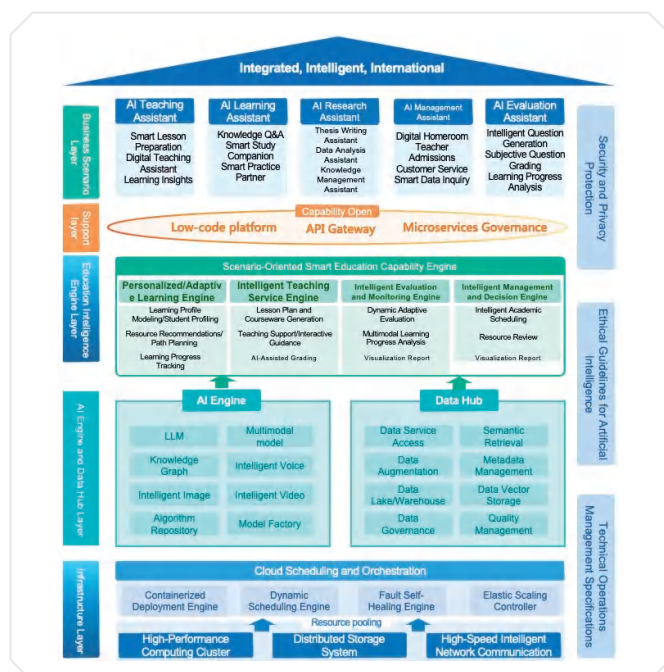 Integrated, Intelligent, International
Business Scenario
Layer
AI Teaching
Assistant
Smart Lesson
Preparation
Digital Teaching
Assistant
Learning Insights
AI Learning
Assistant
Knowledge Q&A
Smart Study
Companion
Smart Practice
Partner
AI Research
Assistant
Thesis Writing
Assistant
Data Analysis
Assistant
Knowledge
Management
Assistant
AI Management
Assistant
Digital Homeroom
Teacher
Admissions
Customer Service
Smart Data Inquiry
AI Evaluation
Assistant
Intelligent Question
Generation
Subjective Question
Grading
Learning Progress
Analysis
Support
layer
Capability Open
Low-code platform
API Gateway
Microservices Governance
Education Intelligence
Engine Layer
Scenario-Oriented Smart Education Capability Engine
Personalized/Adaptiv
e Learning Engine
Learning Profile
Modeling/Student Profiling
Resource Recommendations/
Path Planning
Learning Progress
Tracking
Intelligent Teaching
Service Engine
Lesson Plan and
Courseware Generation
Teaching Support/Interactive
Guidance
AI-Assisted Grading
Intelligent Evaluation
and Monitoring Engine
Dynamic Adaptive
Evaluation
Multimodal Learning
Progress Analysis
Visualization Report
Intelligent Management
and Decision Engine
Intelligent Academic
Scheduling
Resource Review
Visualization Report
AI Engine and Data Hub Layer
AI Engine
LLM
Multimodal
model
Knowledge
Graph
Intelligent Voice
Intelligent Image
Intelligent Video
Algorithm
Repository
Model Factory
Data Hub
Data Service
Access
Semantic
Retrieval
Data
Augmentation
Metadata
Management
Data
Lake/Warehouse
Data Vector
Storage
Data
Governance
Quality
Management
Infrastructure Layer
Cloud Scheduling and Orchestration
Containerized
Deployment Engine
Dynamic
Scheduling Engine
Fault Self-
Healing Engine
Elastic Scaling
Controller
Resource pooling
High-Performance
Computing Cluster
Distributed Storage
System
High-Speed Intelligent
Network Communication
Security and Privacy
Protection
Ethical Guidelines for Artificial
Intelligence
Technical Operations
Management Specifications